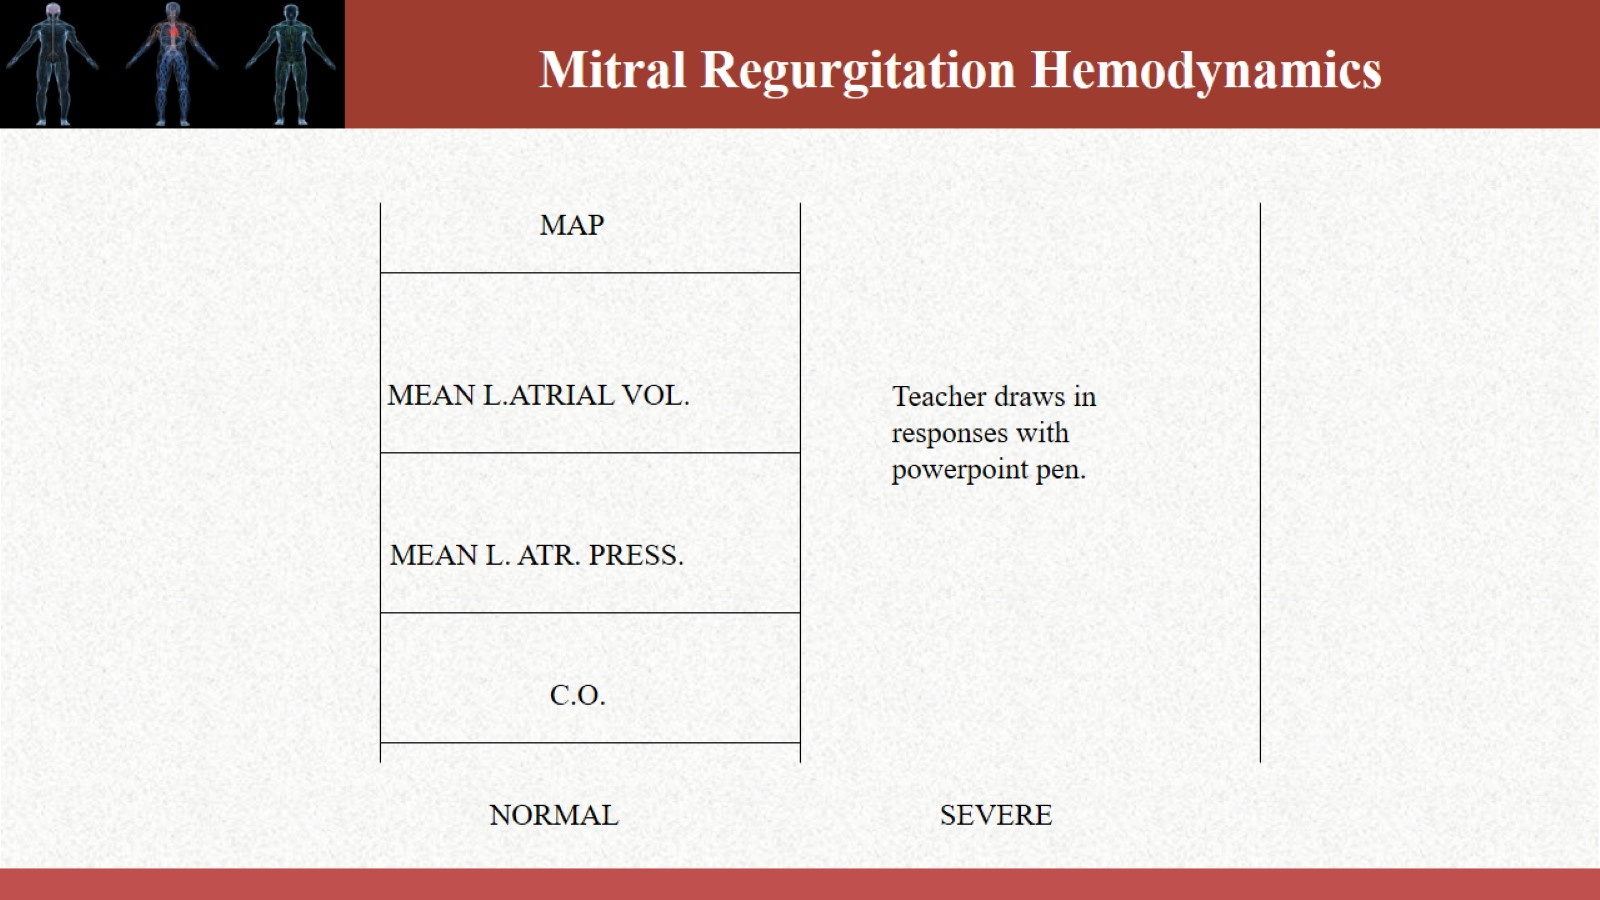 Mitral Regurgitation Hemodynamics
MAP
MEAN L.ATRIAL VOL.
Teacher draws in
responses with
powerpoint pen.
MEAN L. ATR. PRESS.
C.O.
NORMAL
SEVERE